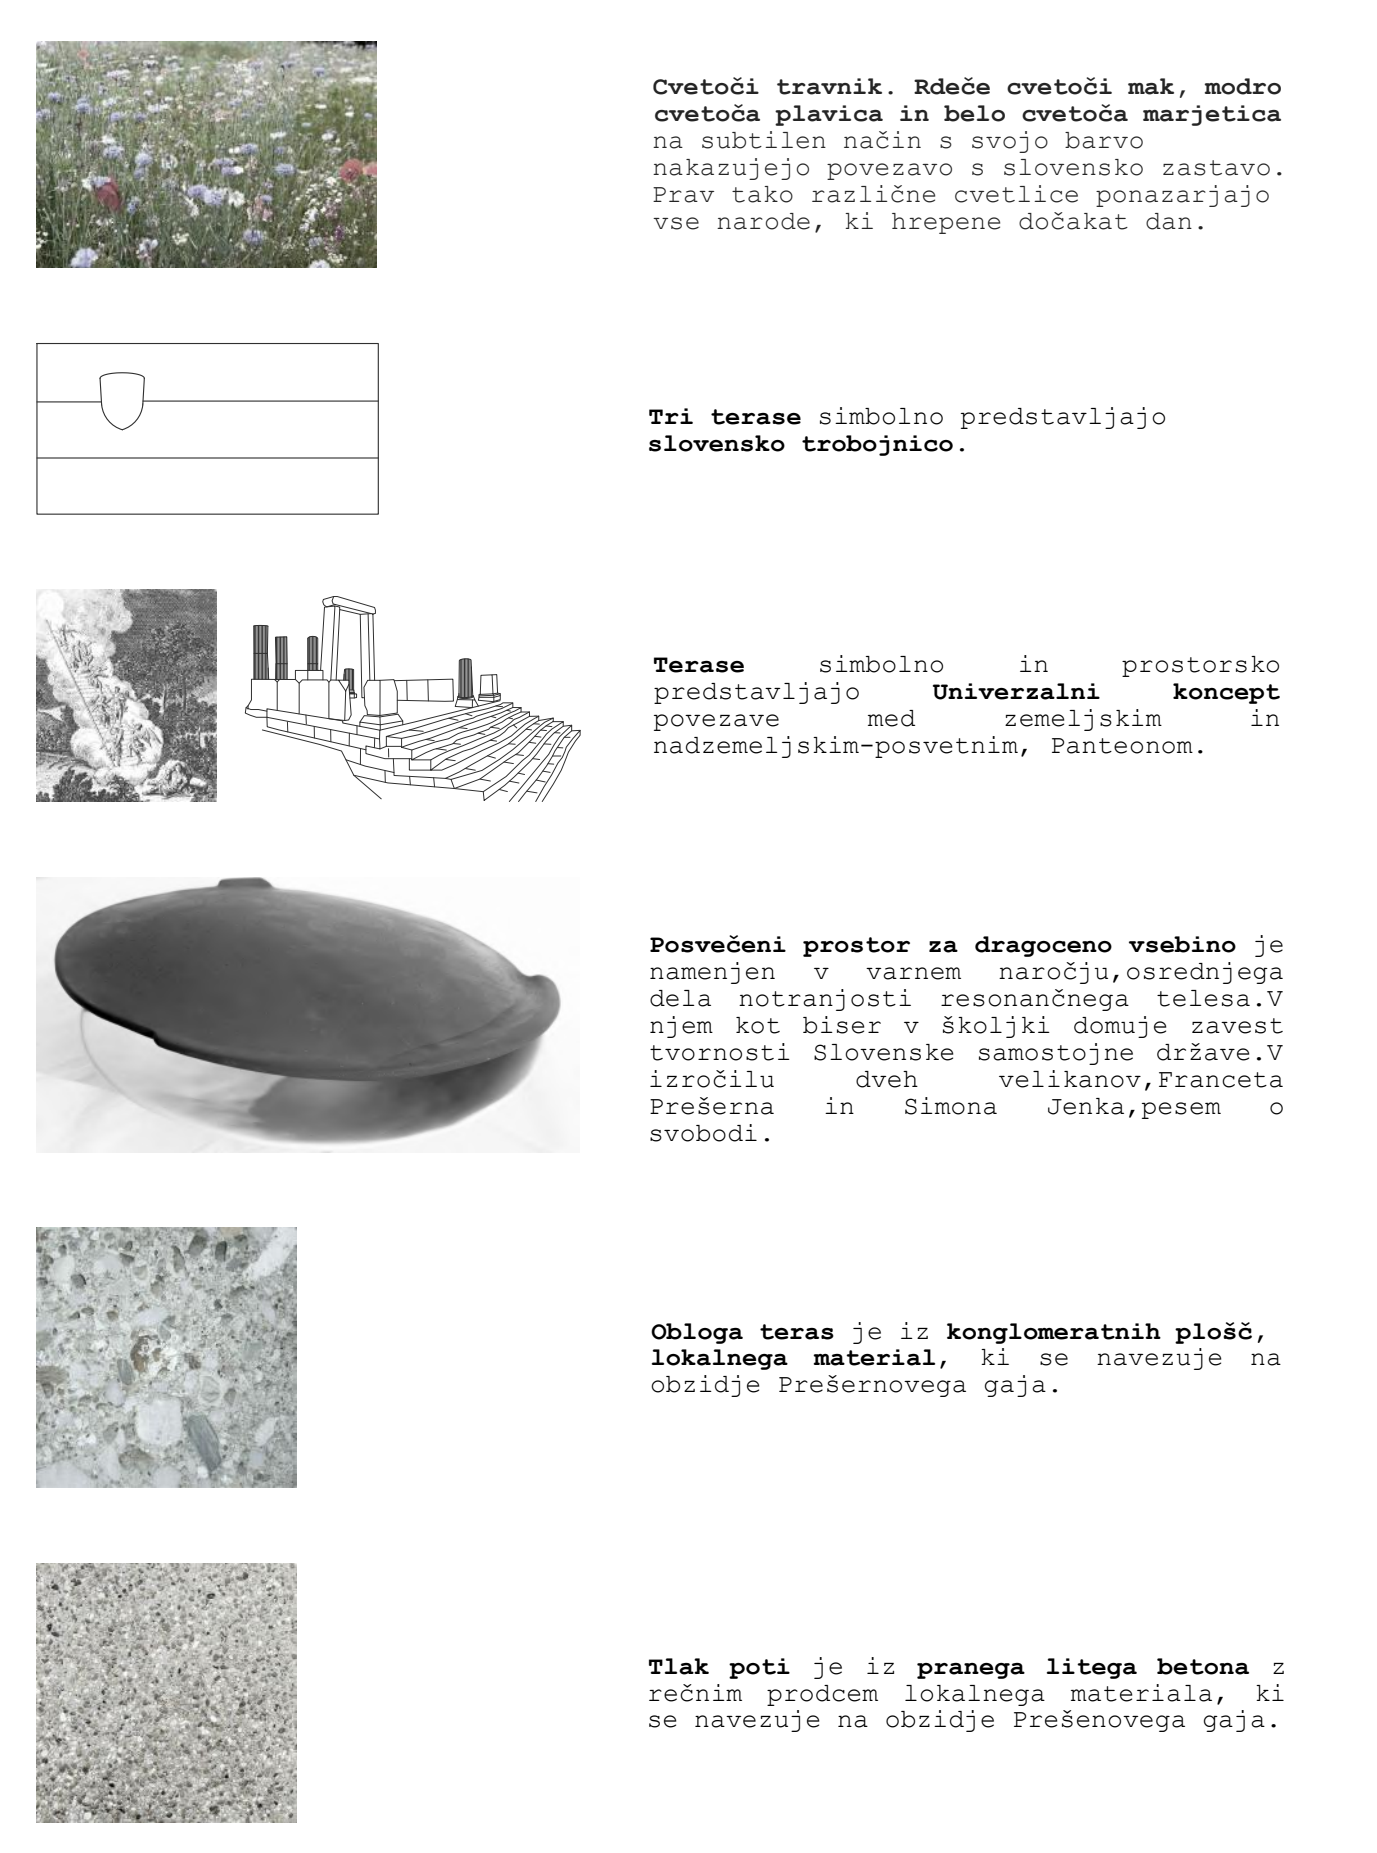 Cvetoči travnik. Rdeče cvetoči mak, modro
cvetoča plavica in belo cvetoča marjetica
na subtilen način s svojo barvo
nakazujejo povezavo s slovensko zastavo.
Prav tako različne cvetlice ponazarjajo
vse narode, ki hrepene dočakat dan.
Tri terase simbolno predstavljajo
slovensko trobojnico.
Terase simbolno in prostorsko
predstavljajo Univerzalni koncept
povezave med zemeljskim in
nadzemeljskim-posvetnim, Panteonom.
Posvečeni prostor za dragoceno vsebino je
namenjen v varnem naročju,osrednjega
dela notranjosti resonančnega telesa.V
njem kot biser v školjki domuje zavest
tvornosti Slovenske samostojne države.V
izročilu dveh velikanov,Franceta
Prešerna in Simona Jenka,pesem o
svobodi.
Obloga teras je iz konglomeratnih plošč,
lokalnega material, ki se navezuje na
obzidje Prešernovega gaja.
Tlak poti je iz pranega litega betona z
rečnim prodcem lokalnega materiala, ki
se navezuje na obzidje Prešenovega gaja.